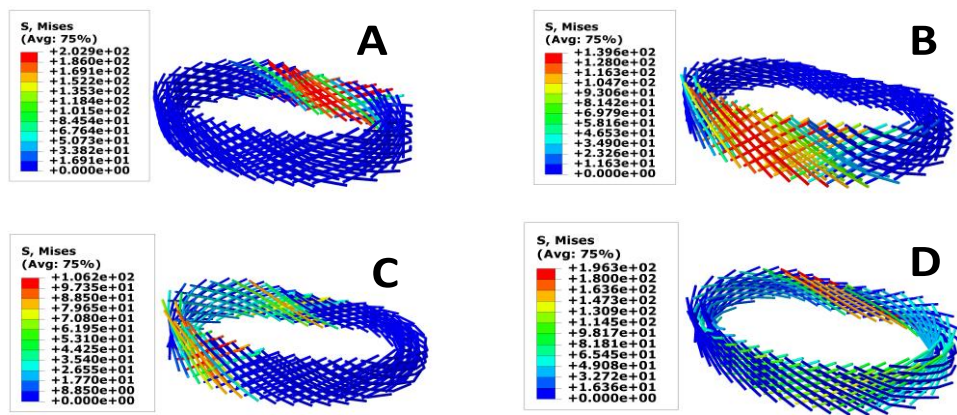 S, Mises
(Avg: 75%)
+2.029e+02
+1.860e+02
+1.691e+02
+1.522e+02
+1.353e+02
+1.184e+02
+1.015e+02
+8.454e+01
+6.764e+01
+5.073e+01
+3.382e+01
+1.691e+01
+0.000e+00
A
S, Mises
(Avg: 75%)
+1.396e+02
+1.280e+02
+1.163e+02
+1.047e+02
+9.306e+01
+8.142e+01
+6.979e+01
+5.816e+01
+4.653e+01
+3.490e+01
+2.326e+01
+1.163e+01
+0.000e+00
B
S, Mises
(Avg: 75%)
+1.062e+02
+9.735e+01
+8.850e+01
+7.965e+01
+7.080e+01
+6.195e+01
+5.310e+01
+4.425e+01
+3.540e+01
+2.655e+01
+1.770e+01
+8.850e+00
+0.000e+00
C
S, Mises
(Avg: 75%)
+1.963e+02
+1.800e+02
+1.636e+02
+1.473e+02
+1.309e+02
+1.145e+02
+9.817e+01
+8.181e+01
+6.545e+01
+4.908e+01
+3.272e+01
+1.636e+01
+0.000e+00
D